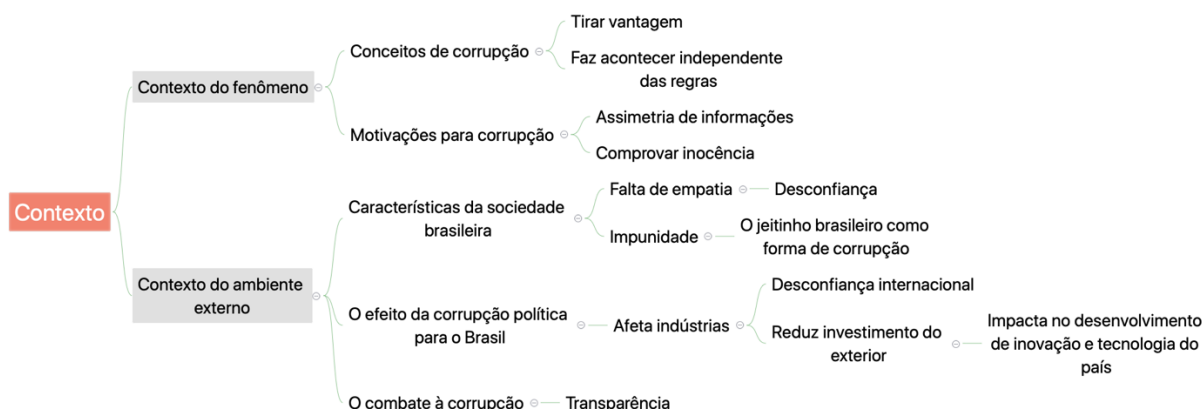 Contexto
Contexto do fenômeno
Conceitos de corrupção
Tirar vantagem
Faz acontecer independente
das regras
Motivações para corrupção
Assimetria de informações
Comprovar inocência
Contexto do ambiente
externo
Características da sociedade
brasileira
Falta de empatia
Desconfiança
Impunidade
O jeitinho brasileiro como
forma de corrupção
O efeito da corrupção política
para o Brasil
Afeta indústrias
Desconfiança internacional
Reduz investimento do
exterior
Impacta no desenvolvimento
de inovação e tecnologia do
país
O combate à corrupção
Transparência